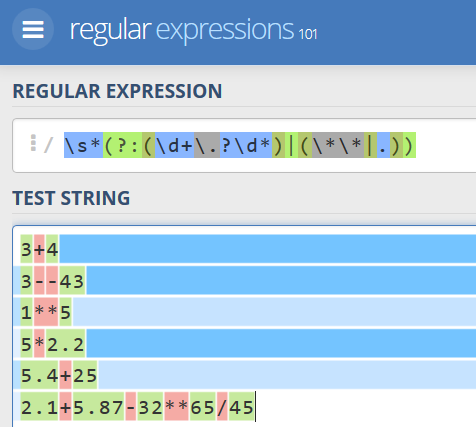 regular expressions 101
REGULAR EXPRESSION
/ \s*(?:(\d+\.?\d*)|(\*\*|.))
TEST STRING
3+4
3--43
1**5
5*2.2
5.4+25
2.1+5.87-32**65/45